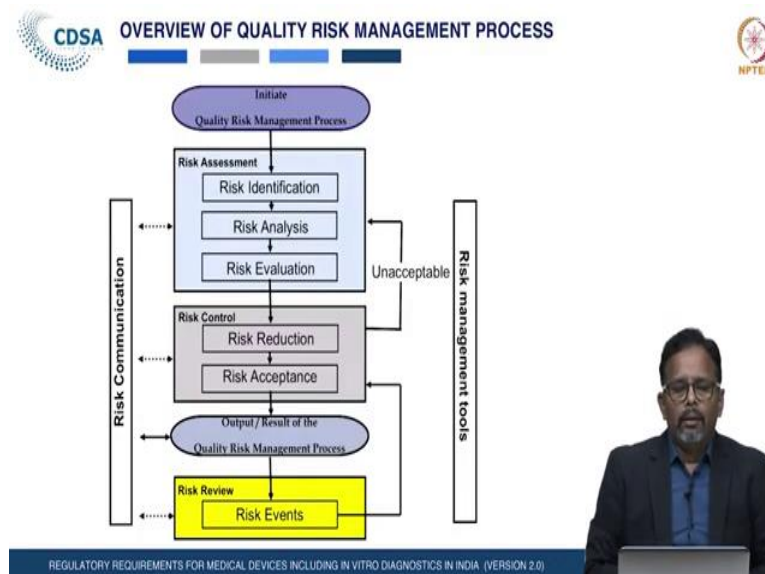 CDSA
OVERVIEW OF QUALITY RISK MANAGEMENT PROCESS
NPTEL
Initiate
Quality Risk Management Process
Risk Assessment
Risk Identification
Risk Analysis
Risk Evaluation
Unacceptable
Risk Control
Risk Reduction
Risk Acceptance
Output / Result of the
Quality Risk Management Process
Risk Review
Risk Events
Risk Communication
Risk management tools
REGULATORY REQUIREMENTS FOR MEDICAL DEVICES INCLUDING IN VITRO DIAGNOSTICS IN INDIA (VERSION 2.0)